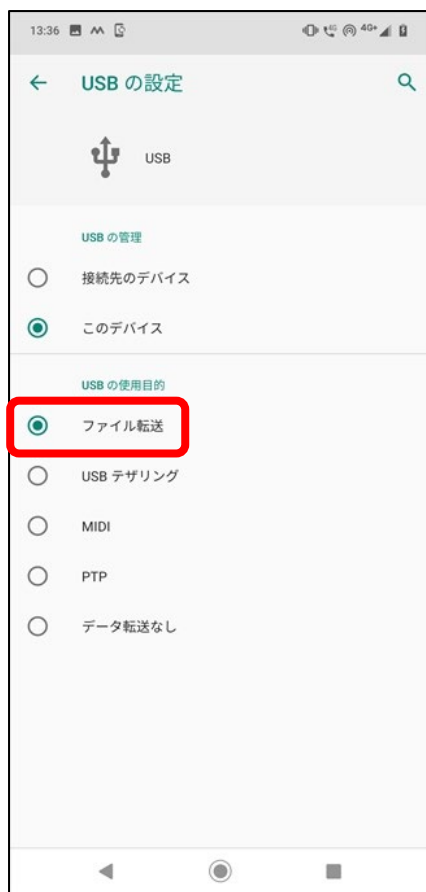 13:36 4G 4G+
USB の設定
USB
USB の管理
接続先のデバイス
このデバイス
USB の使用目的
ファイル転送
USB テザリング
MIDI
PTP
データ転送なし